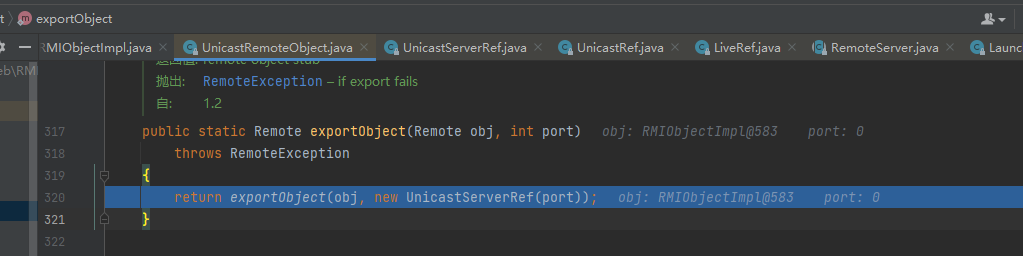 t 〉 exportObject
RMIObjectImpl.java × UnicastRemoteObject.java × UnicastServerRef.java × UnicastRef.java × LiveRef.java × RemoteServer.java × Launc
eb\RM
返回值: remote object stub
抛出: RemoteException – if export fails
自: 1.2
317 public static Remote exportObject(Remote obj, int port) obj: RMIObjectImpl@583 port: 0
318 throws RemoteException
319 {
320 return exportObject(obj, new UnicastServerRef(port)); obj: RMIObjectImpl@583 port: 0
321 }
322